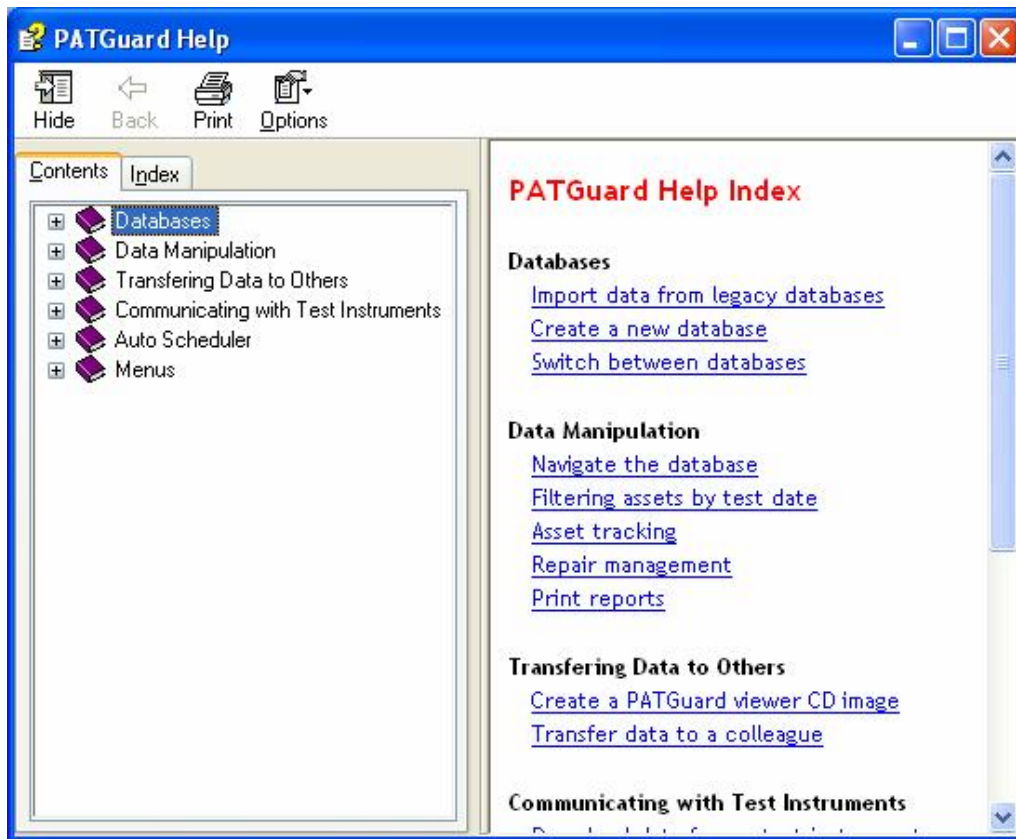 PATGuard Help
Hide Back Print Options
Contents Index
Databases
Data Manipulation
Transfering Data to Others
Communicating with Test Instruments
Auto Scheduler
Menus
PATGuard Help Index
Databases
Import data from legacy databases
Create a new database
Switch between databases
Data Manipulation
Navigate the database
Filtering assets by test date
Asset tracking
Repair management
Print reports
Transfering Data to Others
Create a PATGuard viewer CD image
Transfer data to a colleague
Communicating with Test Instruments